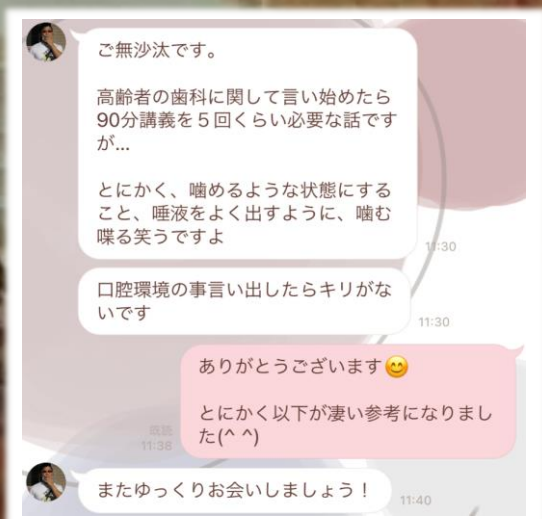 ご無沙汰です。
高齢者の歯科に関して言い始めたら
90分講義を５回くらい必要な話です
が...
とにかく、噛めるような状態にする
こと、唾液をよく出すように、噛む
喋る笑うですよ
11:30
口腔環境の事言い出したらキリがな
いです
11:30
ありがとうございます😊
とにかく以下が凄い参考になりまし
た(^ ^)
既読
11:38
またゆっくりお会いしましょう！
11:40